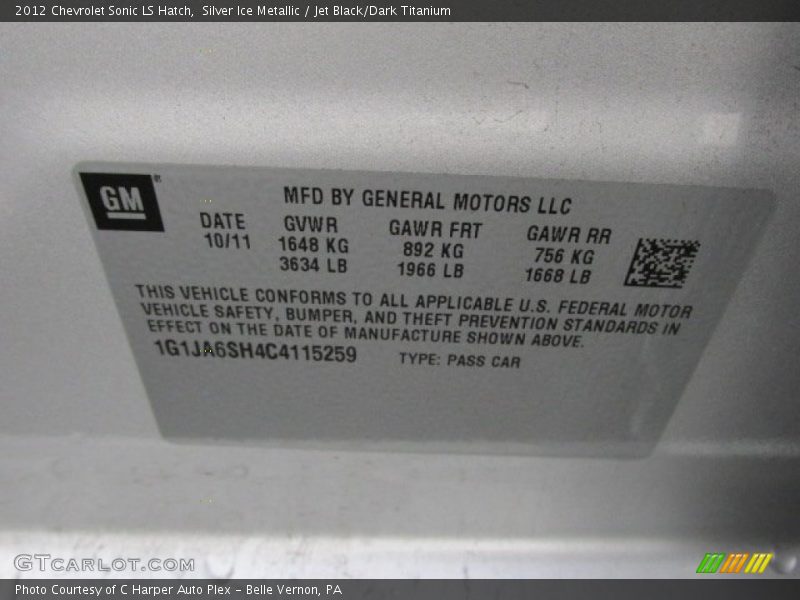 2012 Chevrolet Sonic LS Hatch,  Silver Ice Metallic / Jet Black/Dark Titanium
GM®
MFD BY GENERAL MOTORS LLC
DATE GVWR GAWR FRT GAWR RR
10/11 1648 KG 892 KG 756 KG
3634 LB 1966 LB 1668 LB
THIS VEHICLE CONFORMS TO ALL APPLICABLE U.S. FEDERAL MOTOR
VEHICLE SAFETY, BUMPER, AND THEFT PREVENTION STANDARDS IN
EFFECT ON THE DATE OF MANUFACTURE SHOWN ABOVE.
1G1JA6SH4C4115259 TYPE: PASS CAR
GTCARLOT.COM
Photo Courtesy of C Harper Auto Plex - Belle Vernon, PA